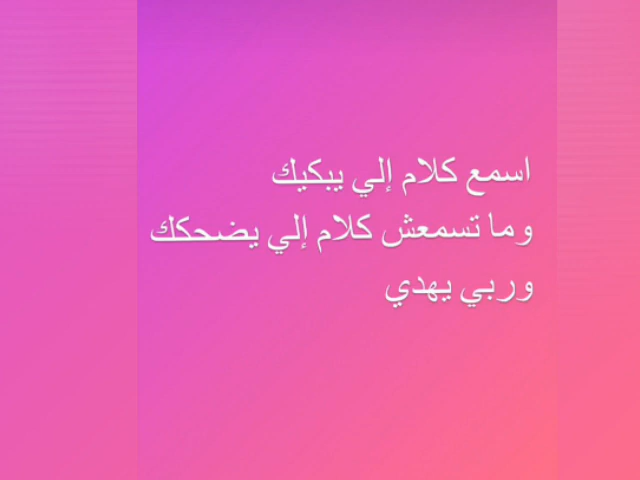 اسمع كلام إلي يبكيك
وما تسمعش كلام إلي يضحكك
وربي يهدي